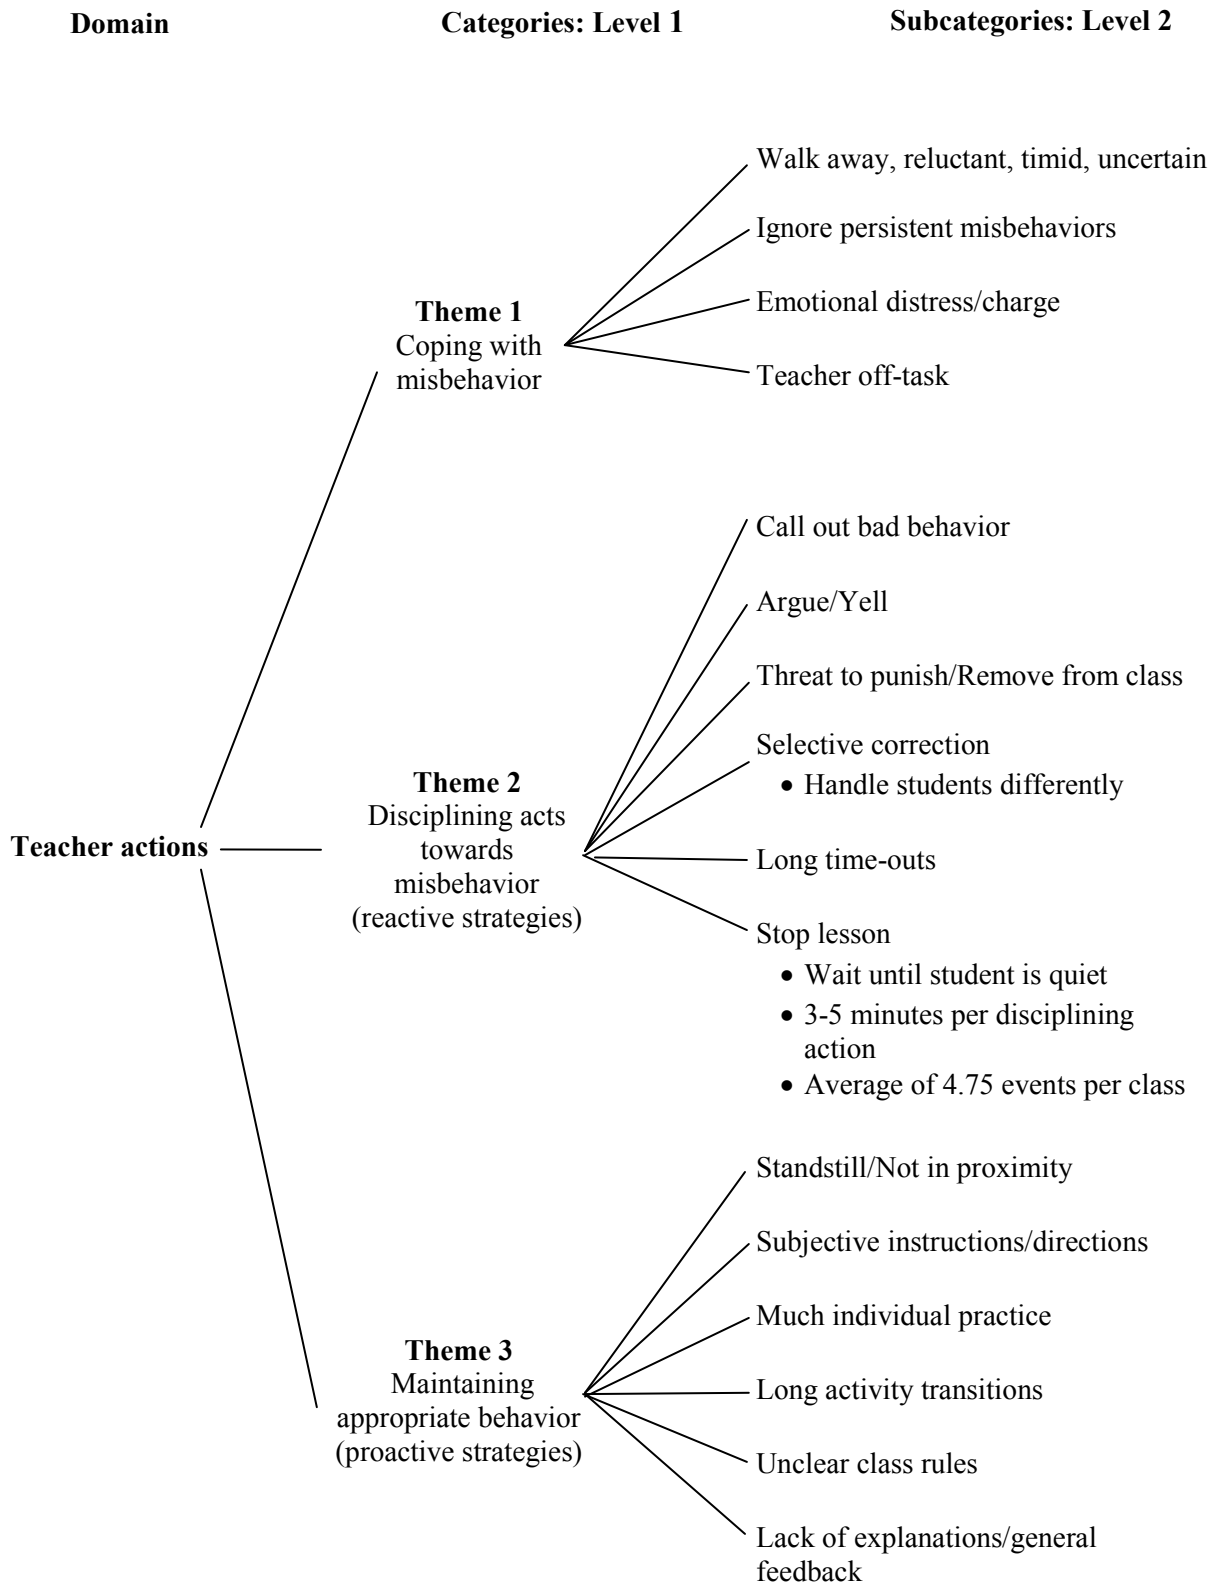 Domain
Categories: Level 1
Subcategories: Level 2
Walk away, reluctant, timid, uncertain
Ignore persistent misbehaviors
Emotional distress/charge
Teacher off-task
Theme 1
Coping with
misbehavior
Call out bad behavior
Argue/Yell
Threat to punish/Remove from class
Selective correction
• Handle students differently
Long time-outs
Stop lesson
• Wait until student is quiet
• 3-5 minutes per disciplining
action
• Average of 4.75 events per class
Theme 2
Disciplining acts
towards
misbehavior
(reactive strategies)
Teacher actions
Standstill/Not in proximity
Subjective instructions/directions
Much individual practice
Long activity transitions
Unclear class rules
Lack of explanations/general
feedback
Theme 3
Maintaining
appropriate behavior
(proactive strategies)